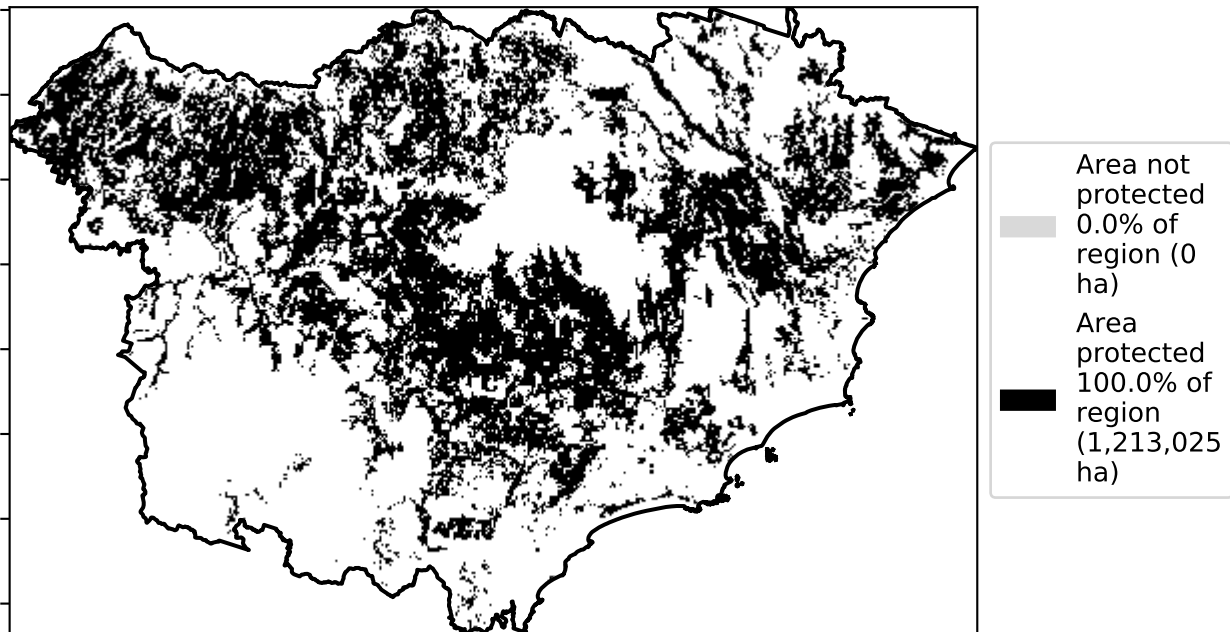 Area not
protected
0.0% of
region (0
ha)
Area
protected
100.0% of
region
(1,213,025
ha)